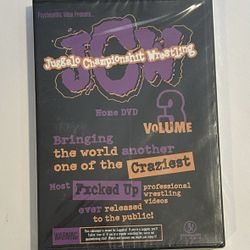 Psychopathic Video Presents...
JCW
Juggalo Championshit Wrestling
Home DVD
VOLUME
3
Bringing
the world another
one of the Craziest
Most Fxcked Up professional
wrestling
videos
ever released
to the public!
WARNING: